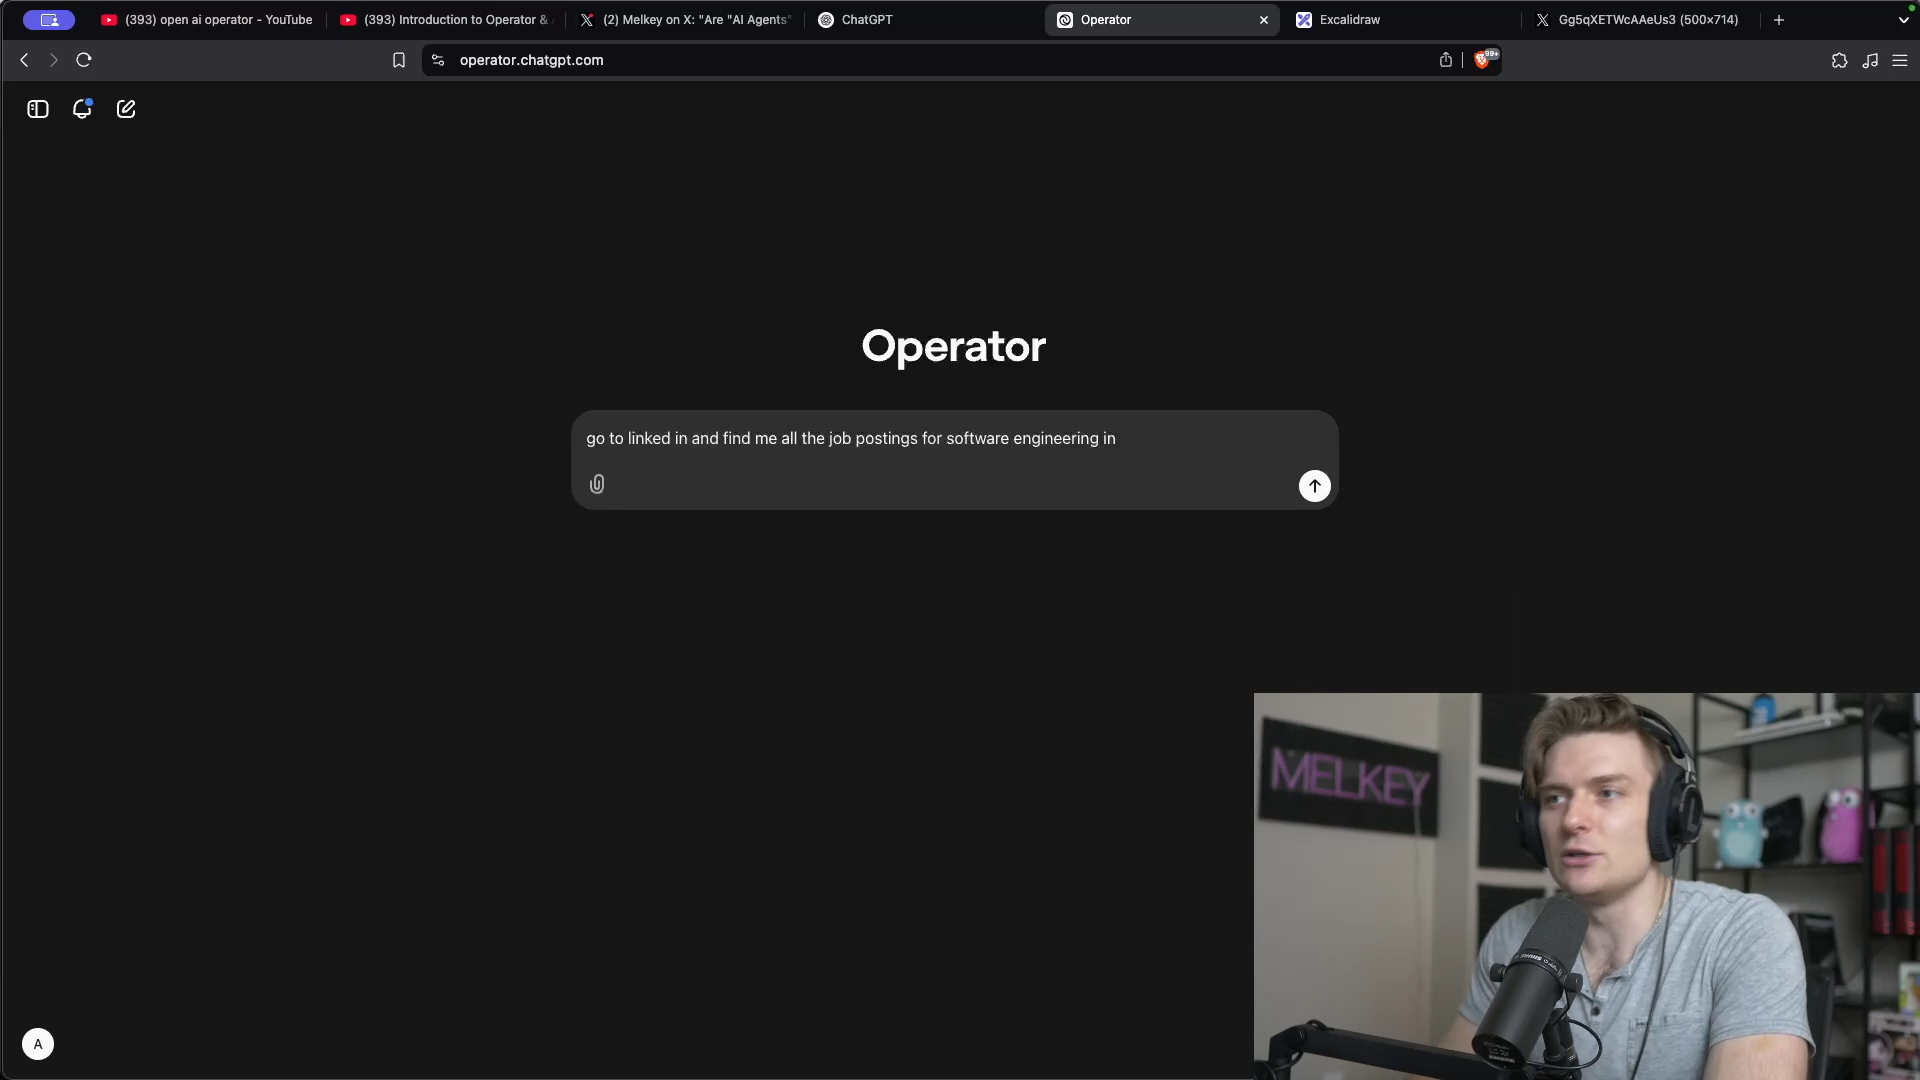 (393) open ai operator - YouTube
(393) Introduction to Operator &
(2) Melkey on X: "Are "AI Agents"
ChatGPT
Operator
Excalidraw
Gg5qXETWcAAeUs3 (500×714)
operator.chatgpt.com
99+
Operator
go to linked in and find me all the job postings for software engineering in
MELKEY
A